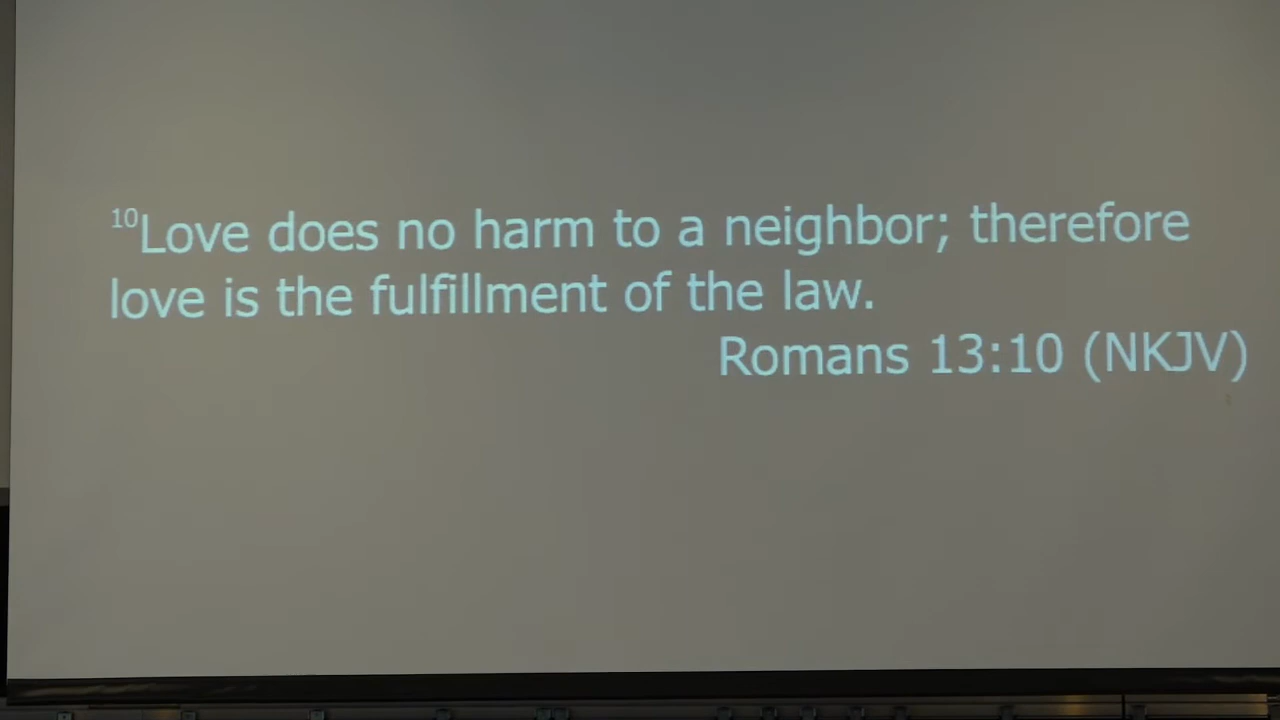 10Love does no harm to a neighbor; therefore
love is the fulfillment of the law.
Romans 13:10 (NKJV)